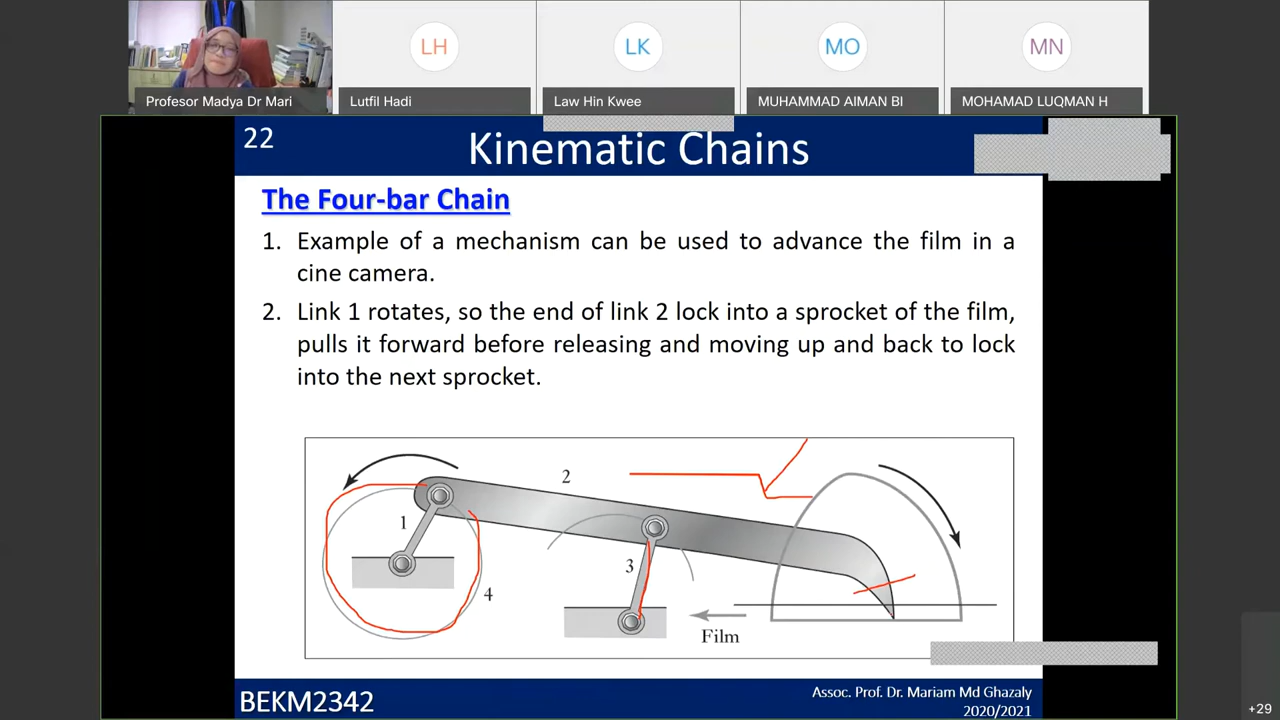 LH
LK
MO
MN
Profesor Madya Dr Mari
Lutfil Hadi
Law Hin Kwee
MUHAMMAD AIMAN BI
MOHAMAD LUQMAN H
22
Kinematic Chains
The Four-bar Chain
1. Example of a mechanism can be used to advance the film in a
cine camera.
2. Link 1 rotates, so the end of link 2 lock into a sprocket of the film,
pulls it forward before releasing and moving up and back to lock
into the next sprocket.
2
1
3
4
Film
BEKM2342
Assoc. Prof. Dr. Mariam Md Ghazaly
2020/2021
+29